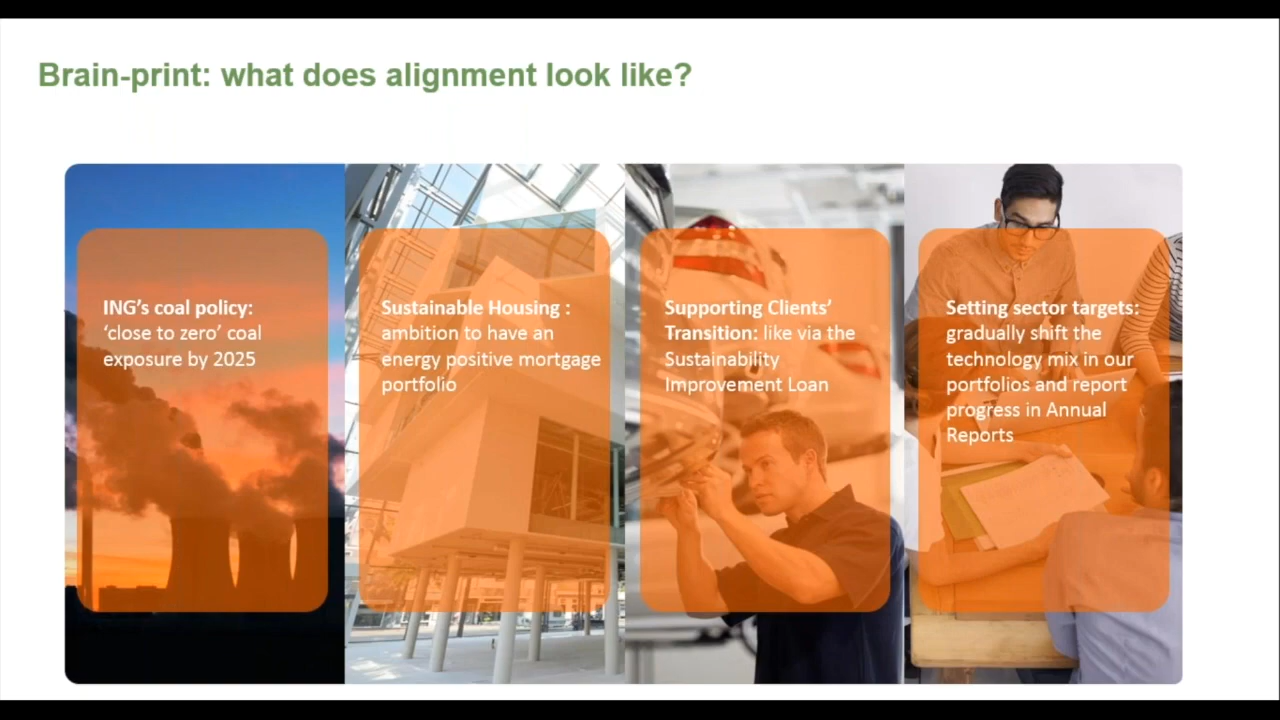 Brain-print: what does alignment look like?
ING’s coal policy:
‘close to zero’ coal
exposure by 2025
Sustainable Housing :
ambition to have an
energy positive mortgage
portfolio
Supporting Clients’
Transition: like via the
Sustainability
Improvement Loan
Setting sector targets:
gradually shift the
technology mix in our
portfolios and report
progress in Annual
Reports